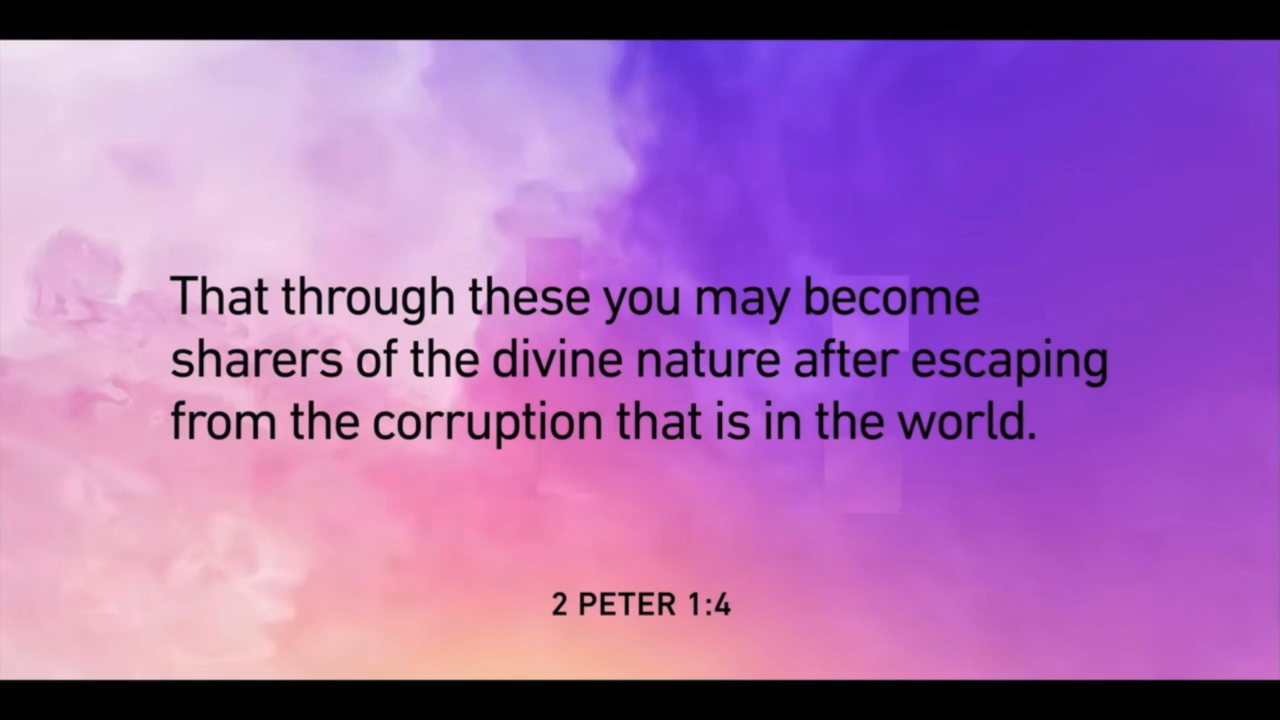 That through these you may become
sharers of the divine nature after escaping
from the corruption that is in the world.
2 PETER 1:4